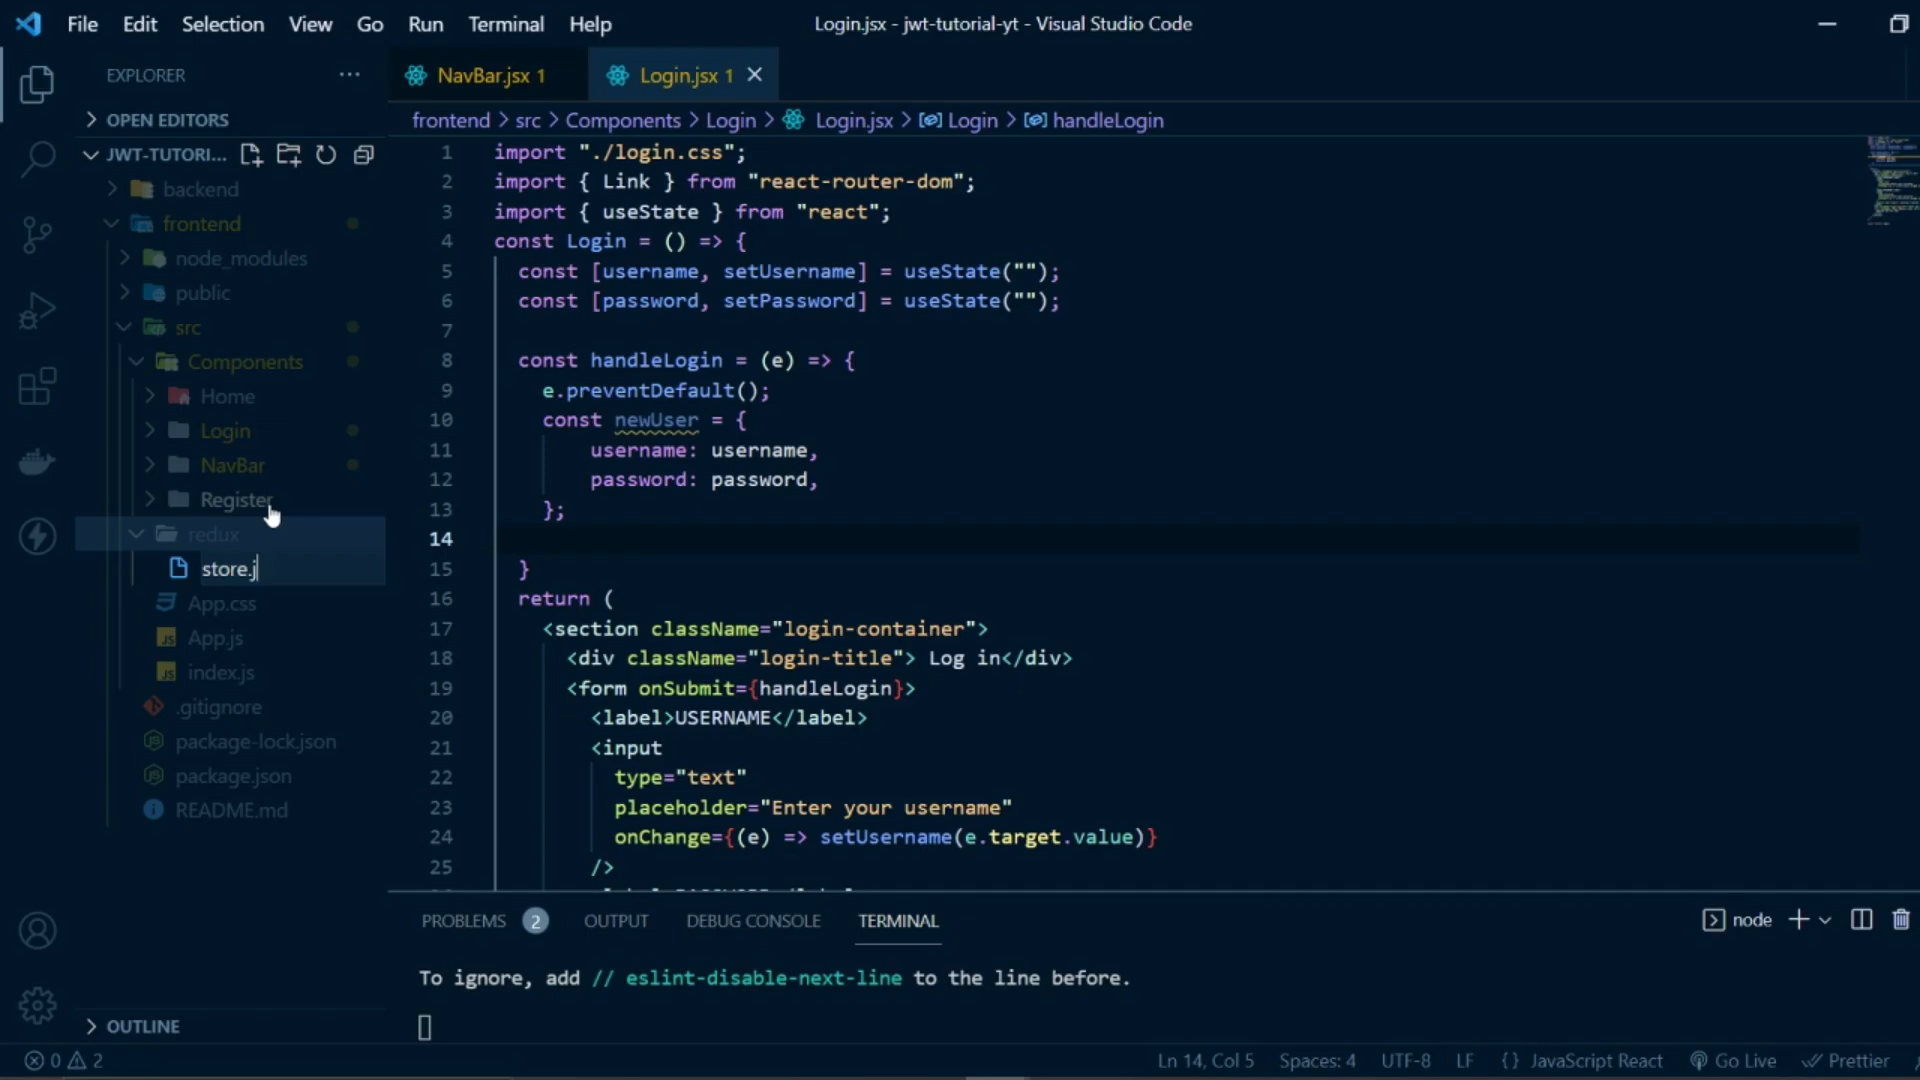 File Edit Selection View Go Run Terminal Help
Login.jsx - jwt-tutorial-yt - Visual Studio Code
EXPLORER
NavBar.jsx 1
Login.jsx 1
OPEN EDITORS
frontend > src > Components > Login > Login.jsx > Login > handleLogin
JWT-TUTORI...
backend
frontend
node_modules
public
src
Components
Home
Login
NavBar
Register
redux
store.j
App.css
App.js
index.js
.gitignore
package-lock.json
package.json
README.md
OUTLINE
1 import "./login.css";
2 import { Link } from "react-router-dom";
3 import { useState } from "react";
4 const Login = () => {
5 const [username, setUsername] = useState("");
6 const [password, setPassword] = useState("");
7
8 const handleLogin = (e) => {
9 e.preventDefault();
10 const newUser = {
11 username: username,
12 password: password,
13 };
14
15 }
16 return (
17 <section className="login-container">
18 <div className="login-title"> Log in</div>
19 <form onSubmit={handleLogin}>
20 <label>USERNAME</label>
21 <input
22 type="text"
23 placeholder="Enter your username"
24 onChange={(e) => setUsername(e.target.value)}
25 />
PROBLEMS 2 OUTPUT DEBUG CONSOLE TERMINAL
node
To ignore, add // eslint-disable-next-line to the line before.
0 2
Ln 14, Col 5 Spaces: 4 UTF-8 LF {} JavaScript React Go Live Prettier